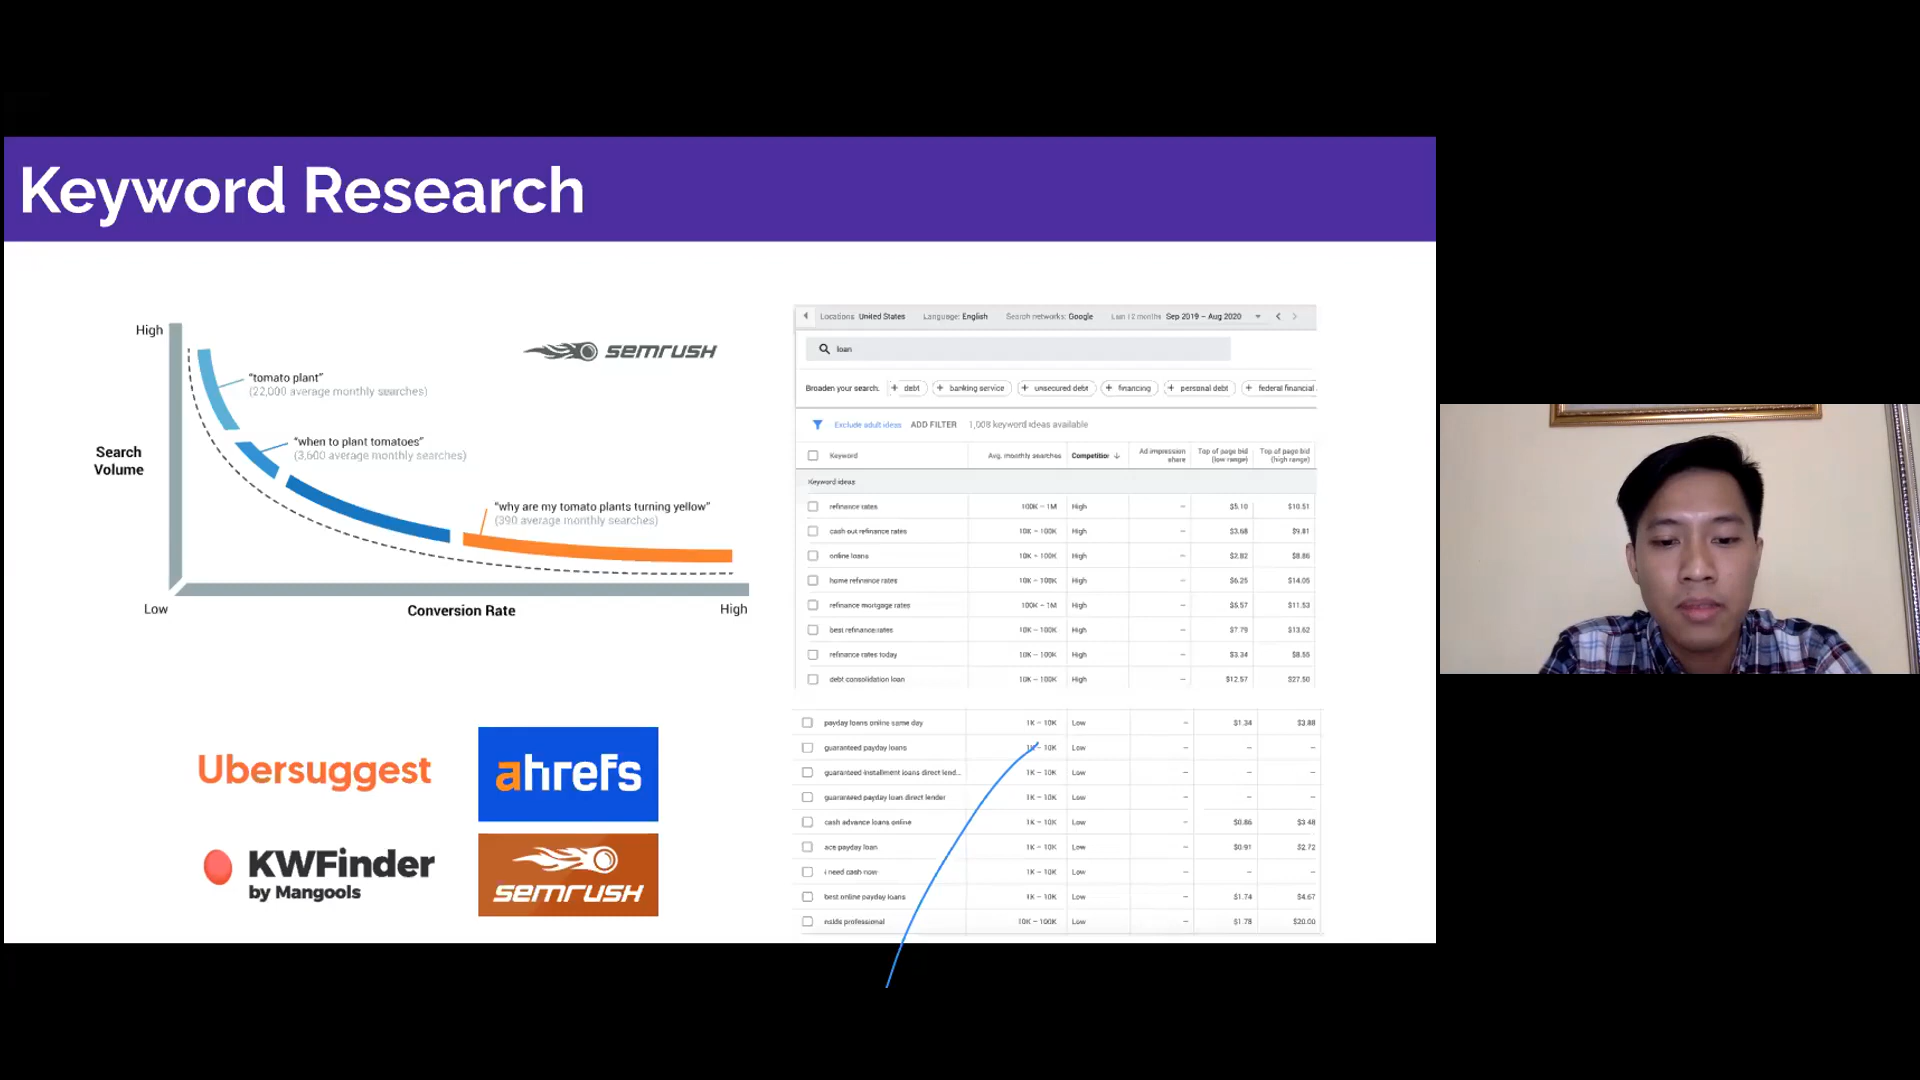 Keyword Research
High
SEMRUSH
"tomato plant"
(22,000 average monthly searches)
"when to plant tomatoes"
(3,600 average monthly searches)
Search
Volume
"why are my tomato plants turning yellow"
(390 average monthly searches)
Low
Conversion Rate
High
Ubersuggest
ahrefs
KWFinder
by Mangools
SEMRUSH
Locations: United States Language: English Search networks: Google Last 12 months Sep 2019 – Aug 2020
loan
Broaden your search: + debt + banking service + unsecured debt + financing + personal debt + federal financial
Exclude adult ideas ADD FILTER 1,008 keyword ideas available
Keyword Avg. monthly searches Competition Ad impression share Top of page bid (low range) Top of page bid (high range)
Keyword ideas
refinance rates 100K – 1M High – $5.10 $10.51
cash out refinance rates 10K – 100K High – $3.68 $9.81
online loans 10K – 100K High – $2.82 $8.86
home refinance rates 10K – 100K High – $6.25 $14.05
refinance mortgage rates 100K – 1M High – $5.57 $11.53
best refinance rates 10K – 100K High – $7.79 $13.62
refinance rates today 10K – 100K High – $3.34 $8.55
debt consolidation loan 10K – 100K High – $12.57 $27.50
payday loans online same day 1K – 10K Low – $1.34 $3.88
guaranteed payday loans 1K – 10K Low – – –
guaranteed installment loans direct lend... 1K – 10K Low – – –
guaranteed payday loan direct lender 1K – 10K Low – – –
cash advance loans online 1K – 10K Low – $0.86 $3.48
ace payday loan 1K – 10K Low – $0.91 $2.72
i need cash now 1K – 10K Low – – –
best online payday loans 1K – 10K Low – $1.74 $4.67
nslds professional 10K – 100K Low – $1.78 $20.00